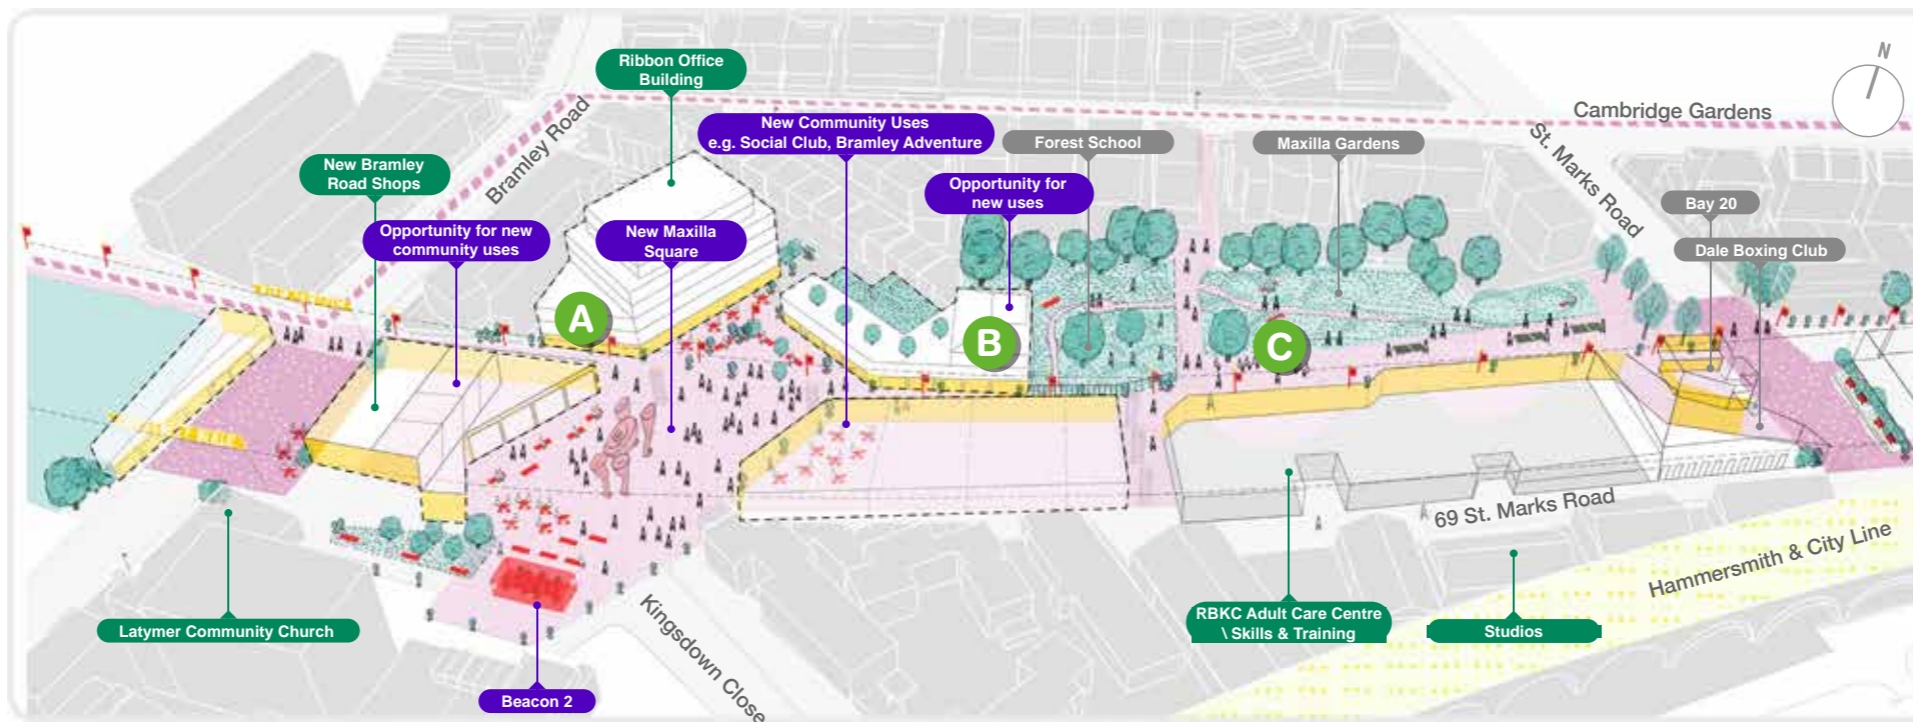 N
Ribbon Office
Building
Cambridge Gardens
Bramley Road
New Community Uses
e.g. Social Club, Bramley Adventure
Forest School
Maxilla Gardens
St. Marks Road
New Bramley
Road Shops
Opportunity for
new uses
Bay 20
Opportunity for new
community uses
New Maxilla
Square
Dale Boxing Club
A
B
C
69 St. Marks Road
Hammersmith & City Line
Latymer Community Church
Kingsdown Close
RBKC Adult Care Centre
\ Skills & Training
Studios
Beacon 2